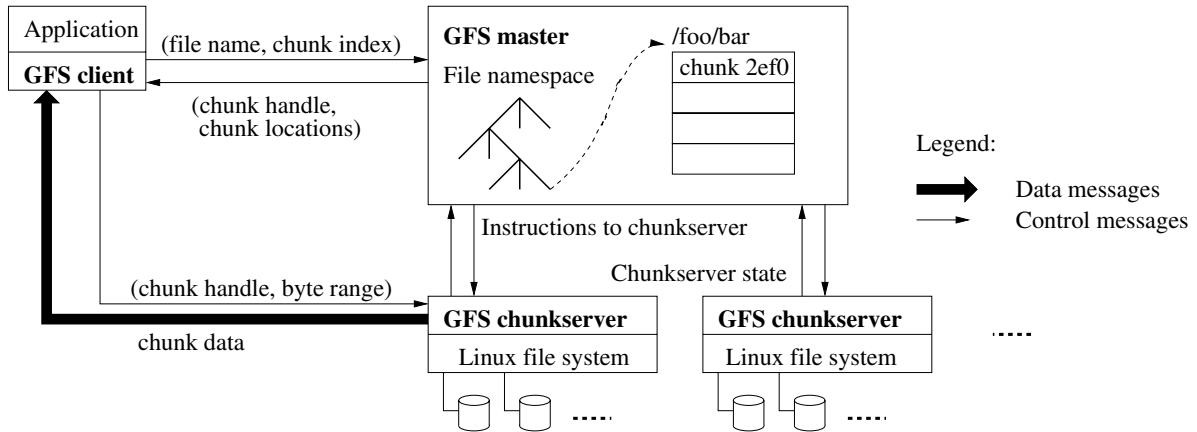 Application
GFS client
(file name, chunk index)
(chunk handle,
chunk locations)
GFS master
File namespace
/foo/bar
chunk 2ef0
Legend:
Data messages
Control messages
Instructions to chunkserver
Chunkserver state
(chunk handle, byte range)
chunk data
GFS chunkserver
Linux file system
GFS chunkserver
Linux file system